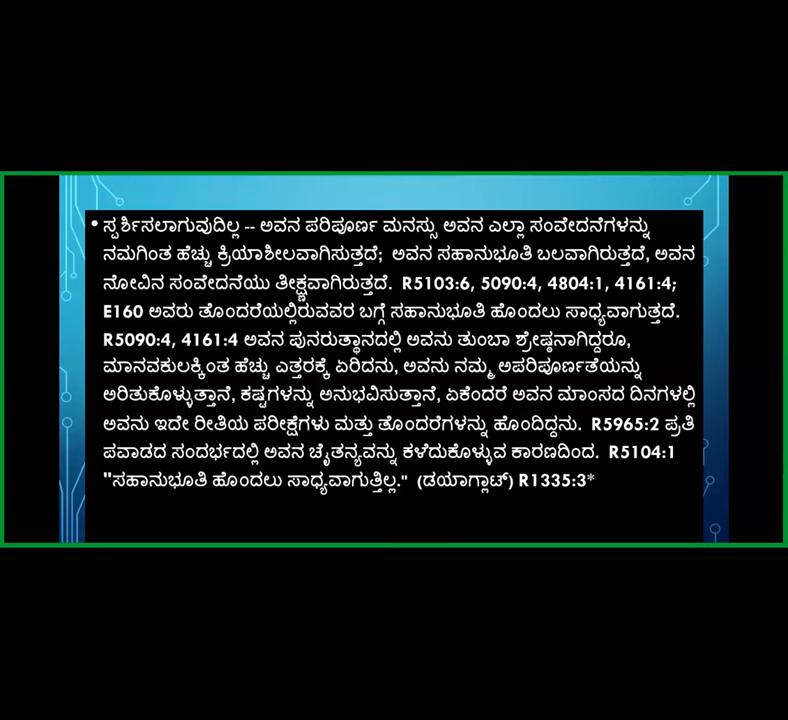 • ಸ್ಪರ್ಶಿಸಲಾಗುವುದಿಲ್ಲ -- ಅವನ ಪರಿಪೂರ್ಣ ಮನಸ್ಸು ಅವನ ಎಲ್ಲಾ ಸಂವೇದನೆಗಳನ್ನು
ನಮಗಿಂತ ಹೆಚ್ಚು ಕ್ರಿಯಾಶೀಲವಾಗಿಸುತ್ತದೆ; ಅವನ ಸಹಾನುಭೂತಿ ಬಲವಾಗಿರುತ್ತದೆ, ಅವನ
ನೋವಿನ ಸಂವೇದನೆಯು ತೀಕ್ಷ್ಣವಾಗಿರುತ್ತದೆ. R5103:6, 5090:4, 4804:1, 4161:4;
E160 ಅವರು ತೊಂದರೆಯಲ್ಲಿರುವವರ ಬಗ್ಗೆ ಸಹಾನುಭೂತಿ ಹೊಂದಲು ಸಾಧ್ಯವಾಗುತ್ತದೆ.
R5090:4, 4161:4 ಅವನ ಪುನರುತ್ಥಾನದಲ್ಲಿ ಅವನು ತುಂಬಾ ಶ್ರೇಷ್ಠನಾಗಿದ್ದರೂ,
ಮಾನವಕುಲಕ್ಕಿಂತ ಹೆಚ್ಚು ಎತ್ತರಕ್ಕೆ ಏರಿದನು, ಅವನು ನಮ್ಮ ಅಪರಿಪೂರ್ಣತೆಯನ್ನು
ಅರಿತುಕೊಳ್ಳುತ್ತಾನೆ, ಕಷ್ಟಗಳನ್ನು ಅನುಭವಿಸುತ್ತಾನೆ, ಏಕೆಂದರೆ ಅವನ ಮಾಂಸದ ದಿನಗಳಲ್ಲಿ
ಅವನು ಇದೇ ರೀತಿಯ ಪರೀಕ್ಷೆಗಳು ಮತ್ತು ತೊಂದರೆಗಳನ್ನು ಹೊಂದಿದ್ದನು. R5965:2 ಪ್ರತಿ
ಪವಾಡದ ಸಂದರ್ಭದಲ್ಲಿ ಅವನ ಚೈತನ್ಯವನ್ನು ಕಳೆದುಕೊಳ್ಳುವ ಕಾರಣದಿಂದ. R5104:1
"ಸಹಾನುಭೂತಿ ಹೊಂದಲು ಸಾಧ್ಯವಾಗುತ್ತಿಲ್ಲ." (ಡಯಾಗ್ಲಾಟ್) R1335:3*